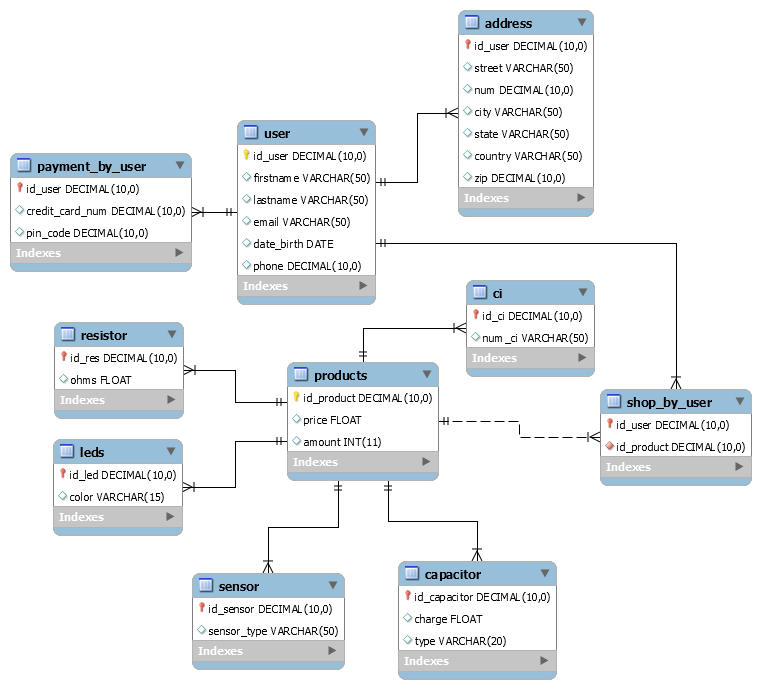 address
id_user DECIMAL(10,0)
street VARCHAR(50)
num DECIMAL(10,0)
city VARCHAR(50)
state VARCHAR(50)
country VARCHAR(50)
zip DECIMAL(10,0)
Indexes
user
id_user DECIMAL(10,0)
firstname VARCHAR(50)
lastname VARCHAR(50)
email VARCHAR(50)
date_birth DATE
phone DECIMAL(10,0)
Indexes
payment_by_user
id_user DECIMAL(10,0)
credit_card_num DECIMAL(10,0)
pin_code DECIMAL(10,0)
Indexes
ci
id_ci DECIMAL(10,0)
num_ci VARCHAR(50)
Indexes
resistor
id_res DECIMAL(10,0)
ohms FLOAT
Indexes
products
id_product DECIMAL(10,0)
price FLOAT
amount INT(11)
Indexes
shop_by_user
id_user DECIMAL(10,0)
id_product DECIMAL(10,0)
Indexes
leds
id_led DECIMAL(10,0)
color VARCHAR(15)
Indexes
sensor
id_sensor DECIMAL(10,0)
sensor_type VARCHAR(50)
Indexes
capacitor
id_capacitor DECIMAL(10,0)
charge FLOAT
type VARCHAR(20)
Indexes